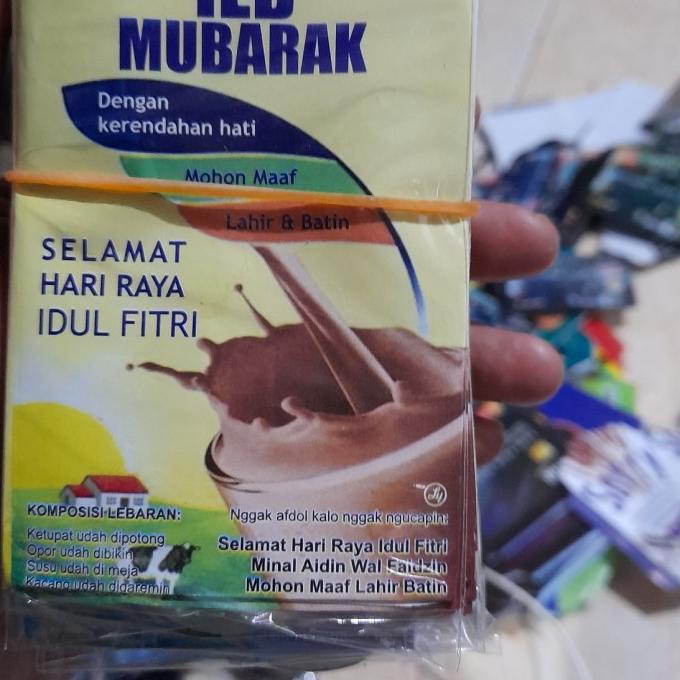 IED
MUBARAK
Dengan
kerendahan hati
Mohon Maaf
Lahir & Batin
SELAMAT
HARI RAYA
IDUL FITRI
KOMPOSISI LEBARAN:
Ketupat udah dipotong
Opor udah dibikin
Susu udah di meja
Kacang udah digaremin
Nggak afdol kalo nggak ngucapin:
Selamat Hari Raya Idul Fitri
Minal Aidin Wal Faidzin
Mohon Maaf Lahir Batin